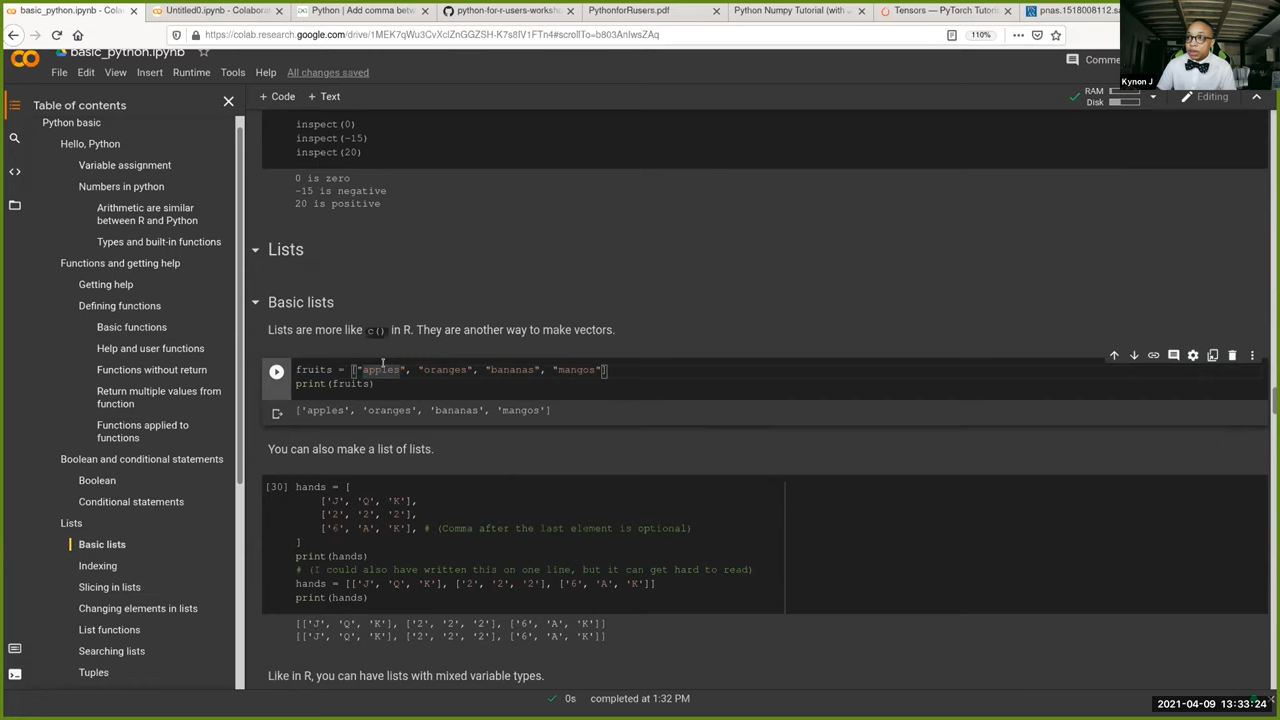 basic_python.ipynb - Cola
Untitled0.ipynb - Colaborat
Python | Add comma betw
python-for-r-users-worksho
PythonforRusers.pdf
Python Numpy Tutorial (with
Tensors — PyTorch Tutori
pnas.1518008112.sa
https://colab.research.google.com/drive/
110%
basic_python.ipynb
File Edit View Insert Runtime Tools Help All changes saved
Comme
Kynon J
Table of contents
+ Code + Text
RAM
Disk
Editing
Python basic
Hello, Python
Variable assignment
Numbers in python
Arithmetic are similar
between R and Python
Types and built-in functions
Functions and getting help
Getting help
Defining functions
Basic functions
Help and user functions
Functions without return
Return multiple values from
function
Functions applied to
functions
Boolean and conditional statements
Boolean
Conditional statements
Lists
Basic lists
Indexing
Slicing in lists
Changing elements in lists
List functions
Searching lists
Tuples
inspect(0)
inspect(-15)
inspect(20)
0 is zero
-15 is negative
20 is positive
Lists
Basic lists
Lists are more like c() in R. They are another way to make vectors.
fruits = ["apples", "oranges", "bananas", "mangos"]
print(fruits)
['apples', 'oranges', 'bananas', 'mangos']
You can also make a list of lists.
[30] hands = [
['J', 'Q', 'K'],
['2', '2', '2'],
['6', 'A', 'K'], # (Comma after the last element is optional)
]
print(hands)
# (I could also have written this on one line, but it can get hard to read)
hands = [['J', 'Q', 'K'], ['2', '2', '2'], ['6', 'A', 'K']]
print(hands)
[['J', 'Q', 'K'], ['2', '2', '2'], ['6', 'A', 'K']]
[['J', 'Q', 'K'], ['2', '2', '2'], ['6', 'A', 'K']]
Like in R, you can have lists with mixed variable types.
0s completed at 1:32 PM
2021-04-09 13:33:24